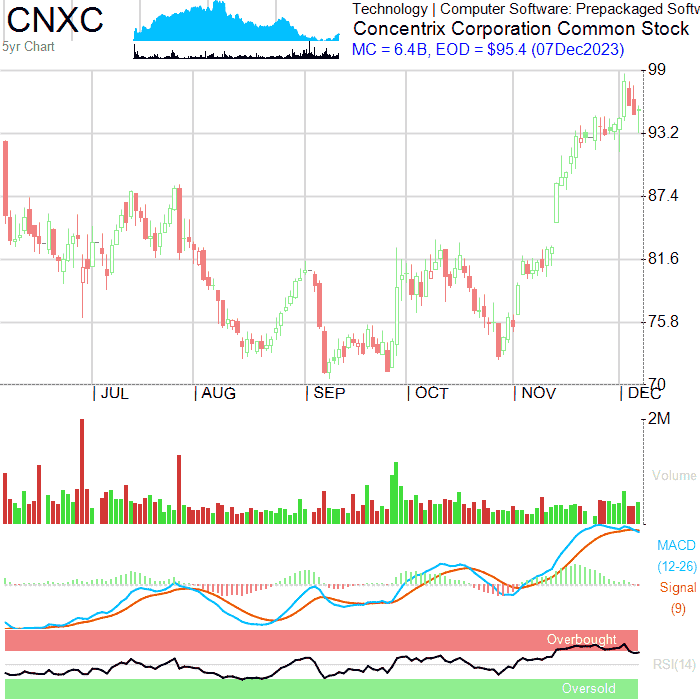 CNXC
5yr Chart
Technology | Computer Software: Prepackaged Softw
Concentrix Corporation Common Stock
MC = 6.4B, EOD = $95.4 (07Dec2023)
99
93.2
87.4
81.6
75.8
70
JUL AUG SEP OCT NOV DEC
2M
Volume
MACD
(12-26)
Signal
(9)
Overbought
RSI(14)
Oversold